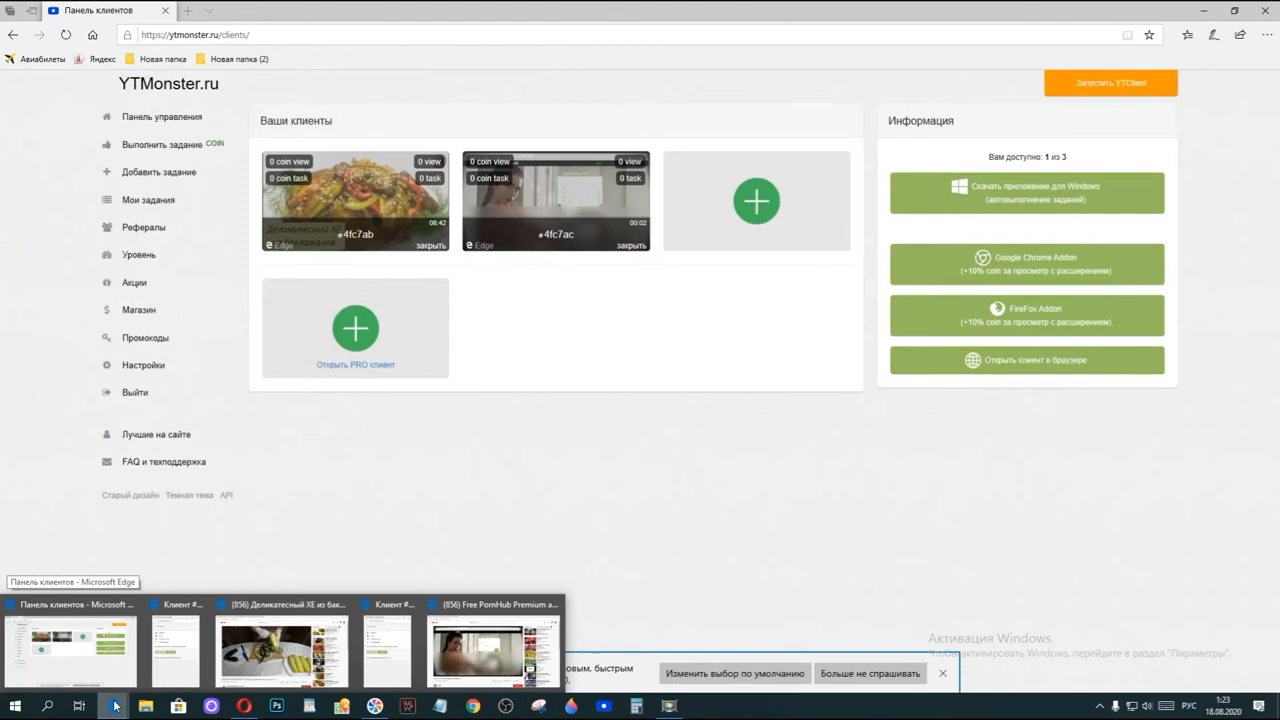 Панель клиентов
https://ytmonster.ru/clients/
Авиабилеты
Яндекс
Новая папка
Новая папка (2)
YTMonster.ru
Запустить YTClient
Панель управления
Выполнить задание COIN
Добавить задание
Мои задания
Рефералы
Уровень
Акции
Магазин
Промокоды
Настройки
Выйти
Лучшие на сайте
FAQ и техподдержка
Старый дизайн Темная тема API
Ваши клиенты
0 coin view
0 view
0 coin task
0 task
08:42
#4fc7ab
Edge
закрыть
0 coin view
0 view
0 coin task
0 task
00:02
#4fc7ac
Edge
закрыть
Открыть PRO клиент
Информация
Вам доступно: 1 из 3
Скачать приложение для Windows
(автовыполнение заданий)
Google Chrome Addon
(+10% coin за просмотр с расширением)
FireFox Addon
(+10% coin за просмотр с расширением)
Открыть клиент в браузере
Панель клиентов - Microsoft Edge
Панель клиентов - Microsoft ...
Клиент #...
(856) Деликатесный ХЕ из бак...
Клиент #...
(856) Free PornHub Premium a...
овым, быстрым
Изменить выбор по умолчанию
Больше не спрашивать
Активация Windows
Чтобы активировать Windows, перейдите в раздел "Параметры".
Ps
РУС
1:23
18.08.2020